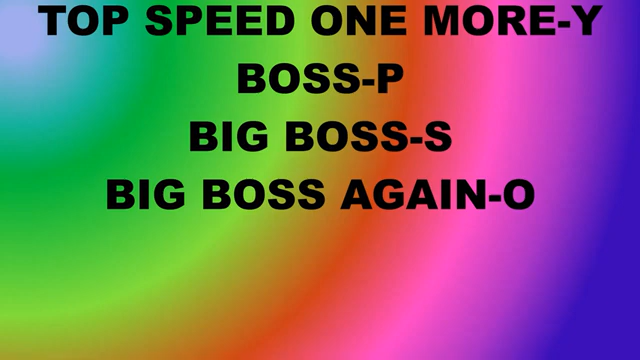 TOP SPEED ONE MORE-Y
BOSS-P
BIG BOSS-S
BIG BOSS AGAIN-O